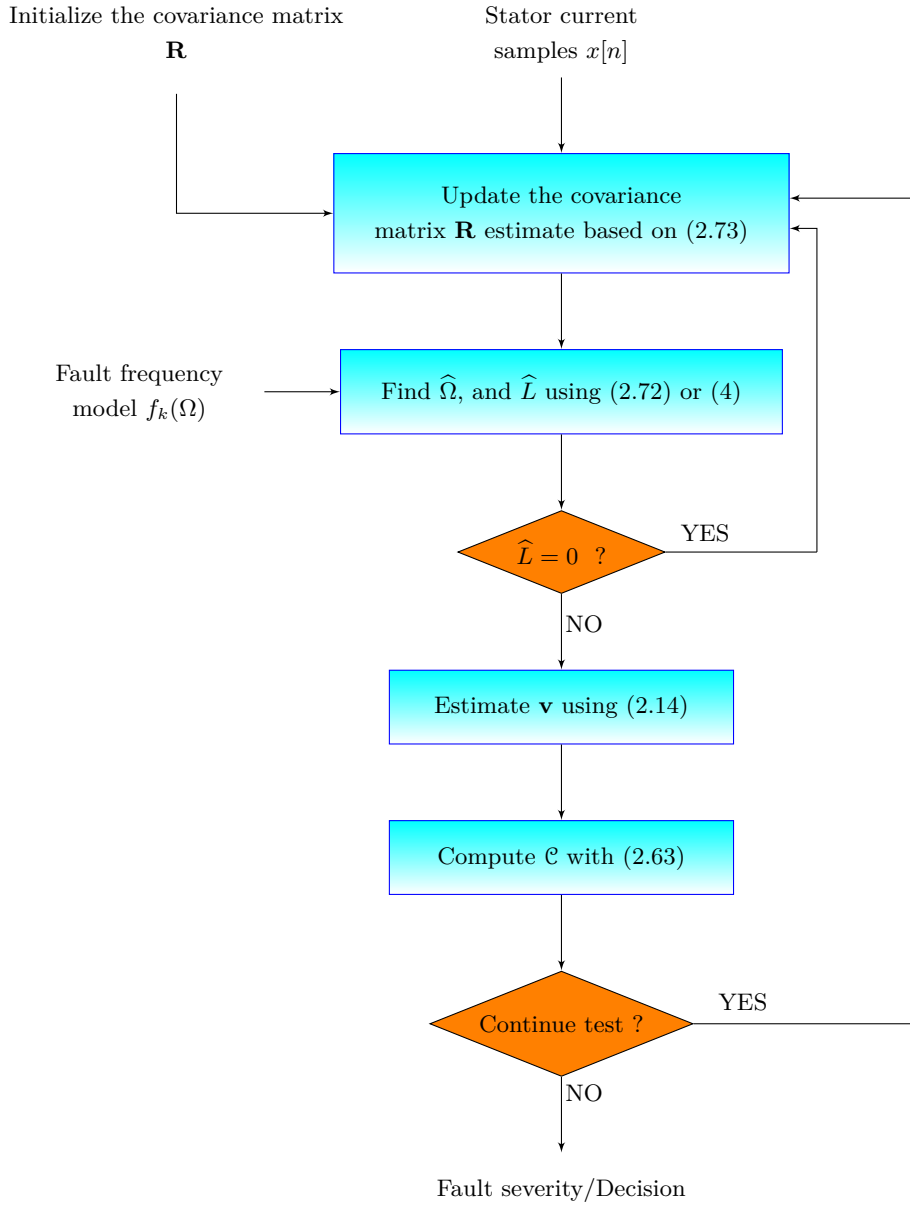 Initialize the covariance matrix
𝐑
Stator current
samples x[n]
Update the covariance
matrix 𝐑 estimate based on (2.73)
Fault frequency
model fₖ(Ω)
Find Ω̂, and L̂ using (2.72) or (4)
L̂ = 0 ?
YES
NO
Estimate 𝐯 using (2.14)
Compute 𝒞 with (2.63)
Continue test ?
YES
NO
Fault severity/Decision